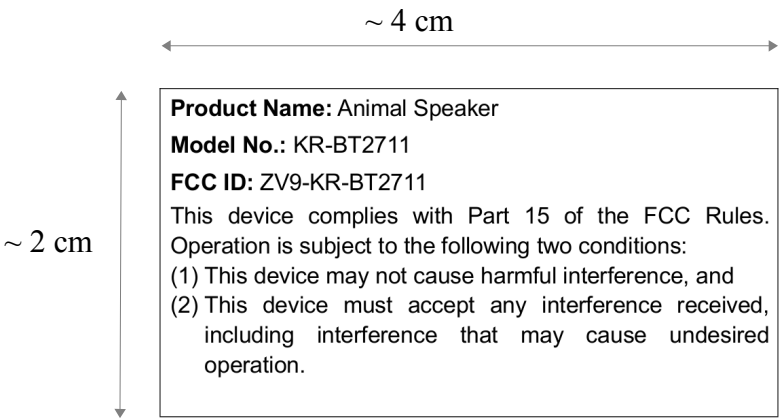 ~ 4 cm
Product Name: Animal Speaker
Model No.: KR-BT2711
FCC ID: ZV9-KR-BT2711
This device complies with Part 15 of the FCC Rules.
~ 2 cm
Operation is subject to the following two conditions:
(1) This device may not cause harmful interference, and
(2) This device must accept any interference received,
including interference that may cause undesired
operation.